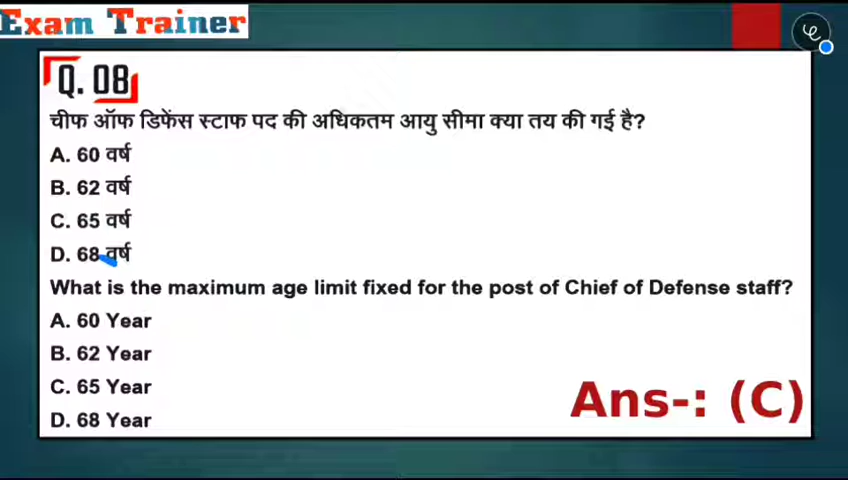 Exam Trainer
Q. 08
चीफ ऑफ डिफेंस स्टाफ पद की अधिकतम आयु सीमा क्या तय की गई है?
A. 60 वर्ष
B. 62 वर्ष
C. 65 वर्ष
D. 68 वर्ष
What is the maximum age limit fixed for the post of Chief of Defense staff?
A. 60 Year
B. 62 Year
C. 65 Year
D. 68 Year
Ans-: (C)